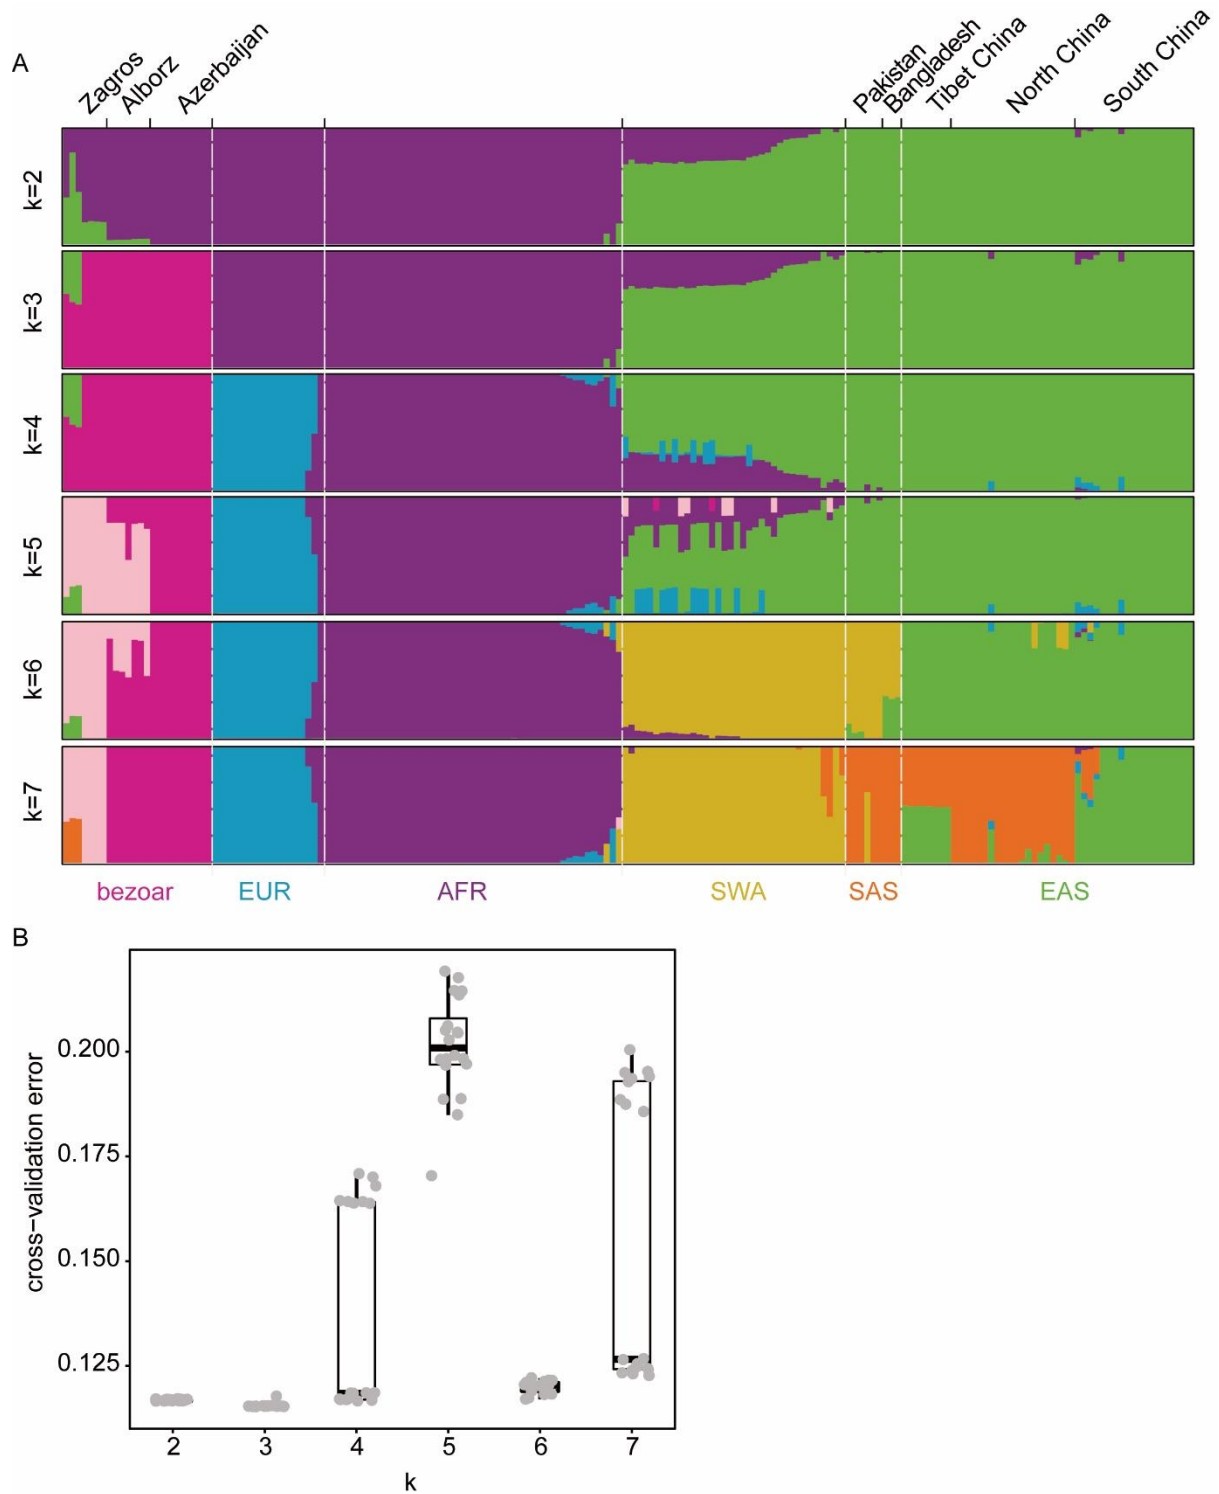 A
Zagros
Alborz
Azerbaijan
Pakistan
Bangladesh
Tibet China
North China
South China
k=2
k=3
k=4
k=5
k=6
k=7
bezoar EUR AFR SWA SAS EAS
B
cross−validation error
0.200
0.175
0.150
0.125
2 3 4 5 6 7
k